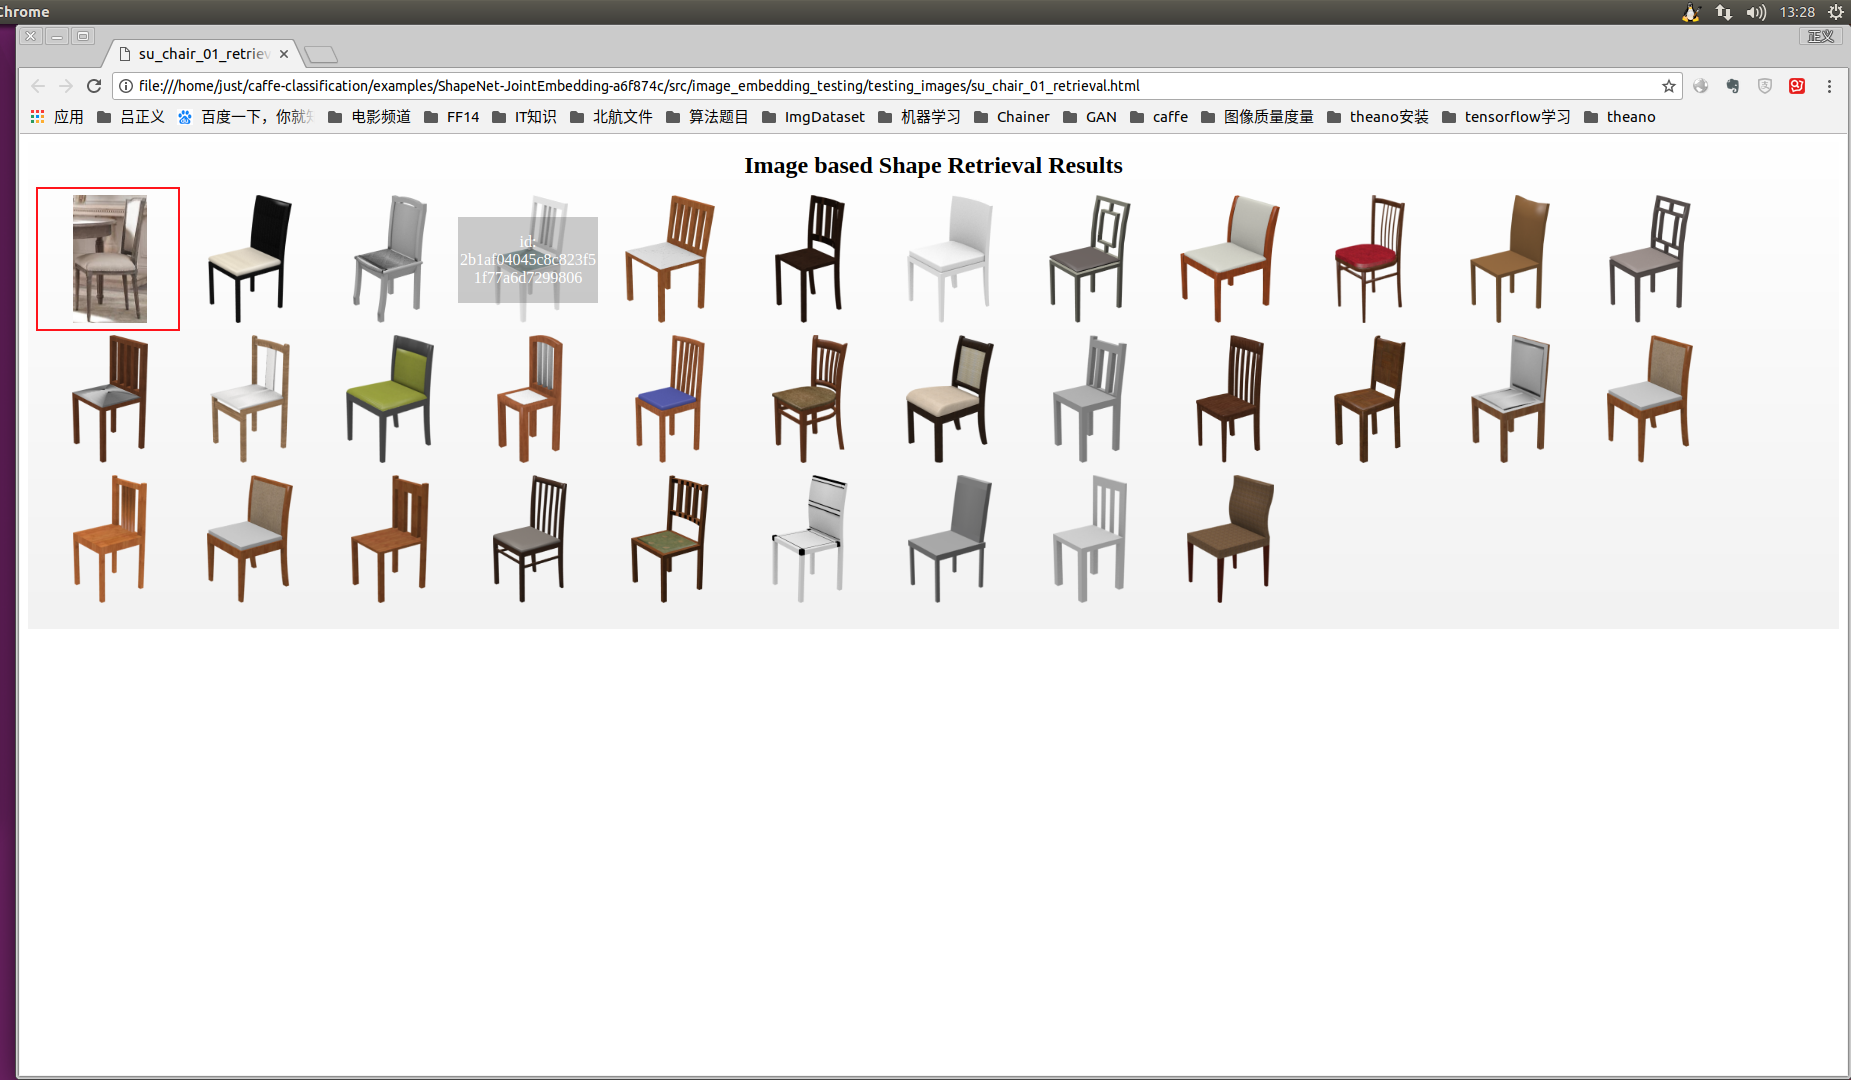 Chrome
13:28
su_chair_01_retriev
正义
file:///home/just/caffe-classification/examples/ShapeNet-JointEmbedding-a6f874c/src/image_embedding_testing/testing_images/su_chair_01_retrieval.html
应用 吕正义 百度一下，你就知 电影频道 FF14 IT知识 北航文件 算法题目 ImgDataset 机器学习 Chainer GAN caffe 图像质量度量 theano安装 tensorflow学习 theano
Image based Shape Retrieval Results
id:
2b1af04045c8c823f5
1f77a6d7299806